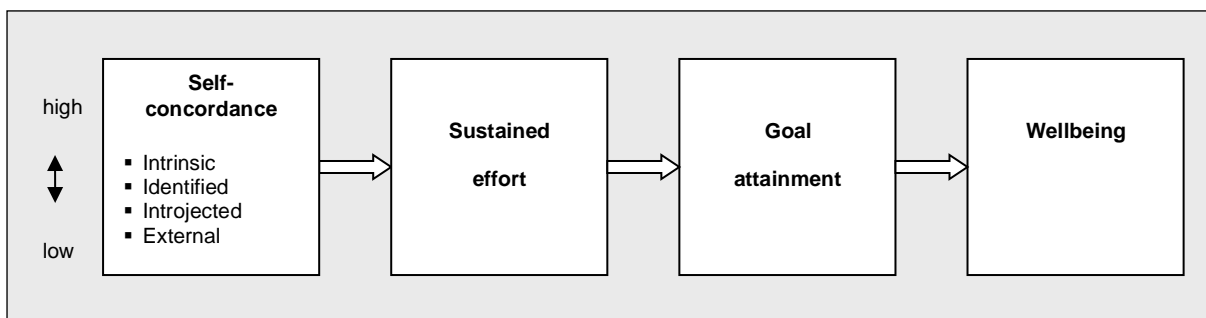 high
low
Self-
concordance
▪ Intrinsic
▪ Identified
▪ Introjected
▪ External
Sustained
effort
Goal
attainment
Wellbeing